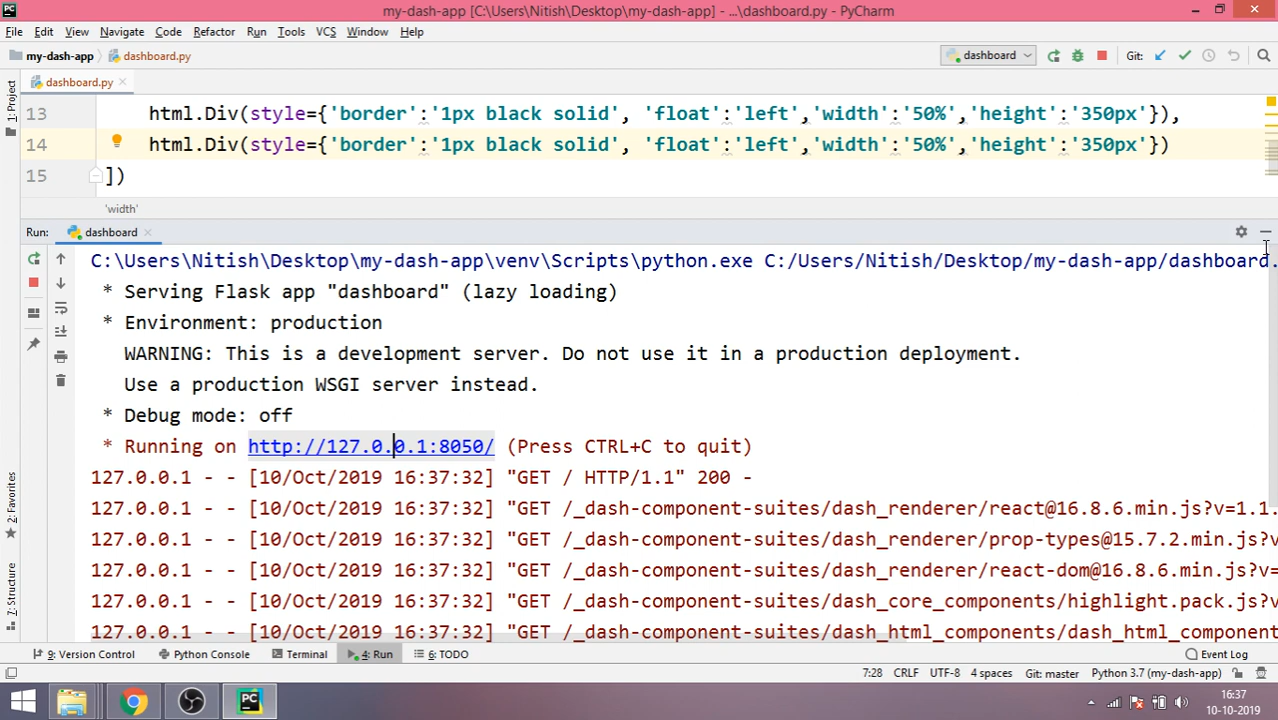 my-dash-app [C:\Users\Nitish\Desktop\my-dash-app] - ...\dashboard.py - PyCharm
File Edit View Navigate Code Refactor Run Tools VCS Window Help
my-dash-app dashboard.py dashboard Git:
1: Project
dashboard.py
13 html.Div(style={'border':'1px black solid', 'float':'left','width':'50%','height':'350px'}),
14 html.Div(style={'border':'1px black solid', 'float':'left','width':'50%','height':'350px'})
15 ])
'width'
Run: dashboard
C:\Users\Nitish\Desktop\my-dash-app\venv\Scripts\python.exe C:/Users/Nitish/Desktop/my-dash-app/dashboard.
* Serving Flask app "dashboard" (lazy loading)
* Environment: production
WARNING: This is a development server. Do not use it in a production deployment.
Use a production WSGI server instead.
* Debug mode: off
* Running on http://127.0.0.1:8050/ (Press CTRL+C to quit)
127.0.0.1 - - [10/Oct/2019 16:37:32] "GET / HTTP/1.1" 200 -
127.0.0.1 - - [10/Oct/2019 16:37:32] "GET /_dash-component-suites/dash_renderer/react@16.8.6.min.js?v=1.1.
127.0.0.1 - - [10/Oct/2019 16:37:32] "GET /_dash-component-suites/dash_renderer/prop-types@15.7.2.min.js?v
127.0.0.1 - - [10/Oct/2019 16:37:32] "GET /_dash-component-suites/dash_renderer/react-dom@16.8.6.min.js?v
127.0.0.1 - - [10/Oct/2019 16:37:32] "GET /_dash-component-suites/dash_core_components/highlight.pack.js?v
127.0.0.1 - - [10/Oct/2019 16:37:32] "GET /_dash-component-suites/dash_html_components/dash_html_component
2: Favorites
7: Structure
9: Version Control Python Console Terminal 4: Run 6: TODO Event Log
7:28 CRLF UTF-8 4 spaces Git: master Python 3.7 (my-dash-app)
16:37
10-10-2019